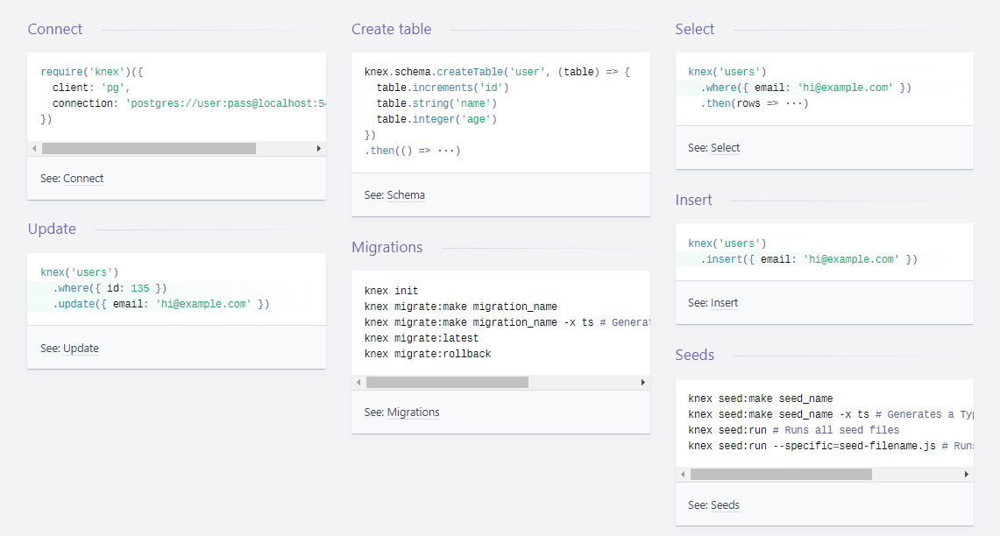 Connect
require('knex')({
  client: 'pg',
  connection: 'postgres://user:pass@localhost:54
})
See: Connect
Update
knex('users')
  .where({ id: 135 })
  .update({ email: 'hi@example.com' })
See: Update
Create table
knex.schema.createTable('user', (table) => {
  table.increments('id')
  table.string('name')
  table.integer('age')
})
.then(() => ···)
See: Schema
Migrations
knex init
knex migrate:make migration_name
knex migrate:make migration_name -x ts # Generat
knex migrate:latest
knex migrate:rollback
See: Migrations
Select
knex('users')
  .where({ email: 'hi@example.com' })
  .then(rows => ···)
See: Select
Insert
knex('users')
  .insert({ email: 'hi@example.com' })
See: Insert
Seeds
knex seed:make seed_name
knex seed:make seed_name -x ts # Generates a Typ
knex seed:run # Runs all seed files
knex seed:run --specific=seed-filename.js # Runs
See: Seeds